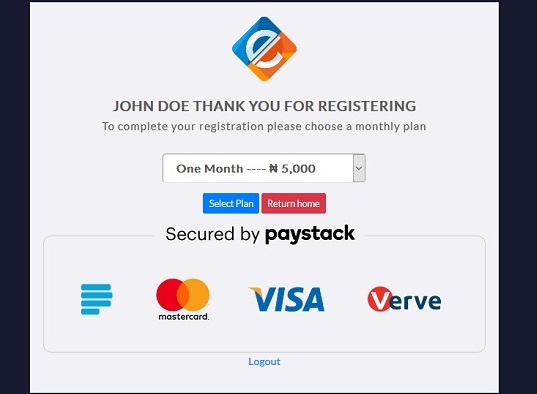 JOHN DOE THANK YOU FOR REGISTERING
To complete your registration please choose a monthly plan
One Month ---- ₦ 5,000
Select Plan Return home
Secured by paystack
mastercard. VISA Verve
Logout